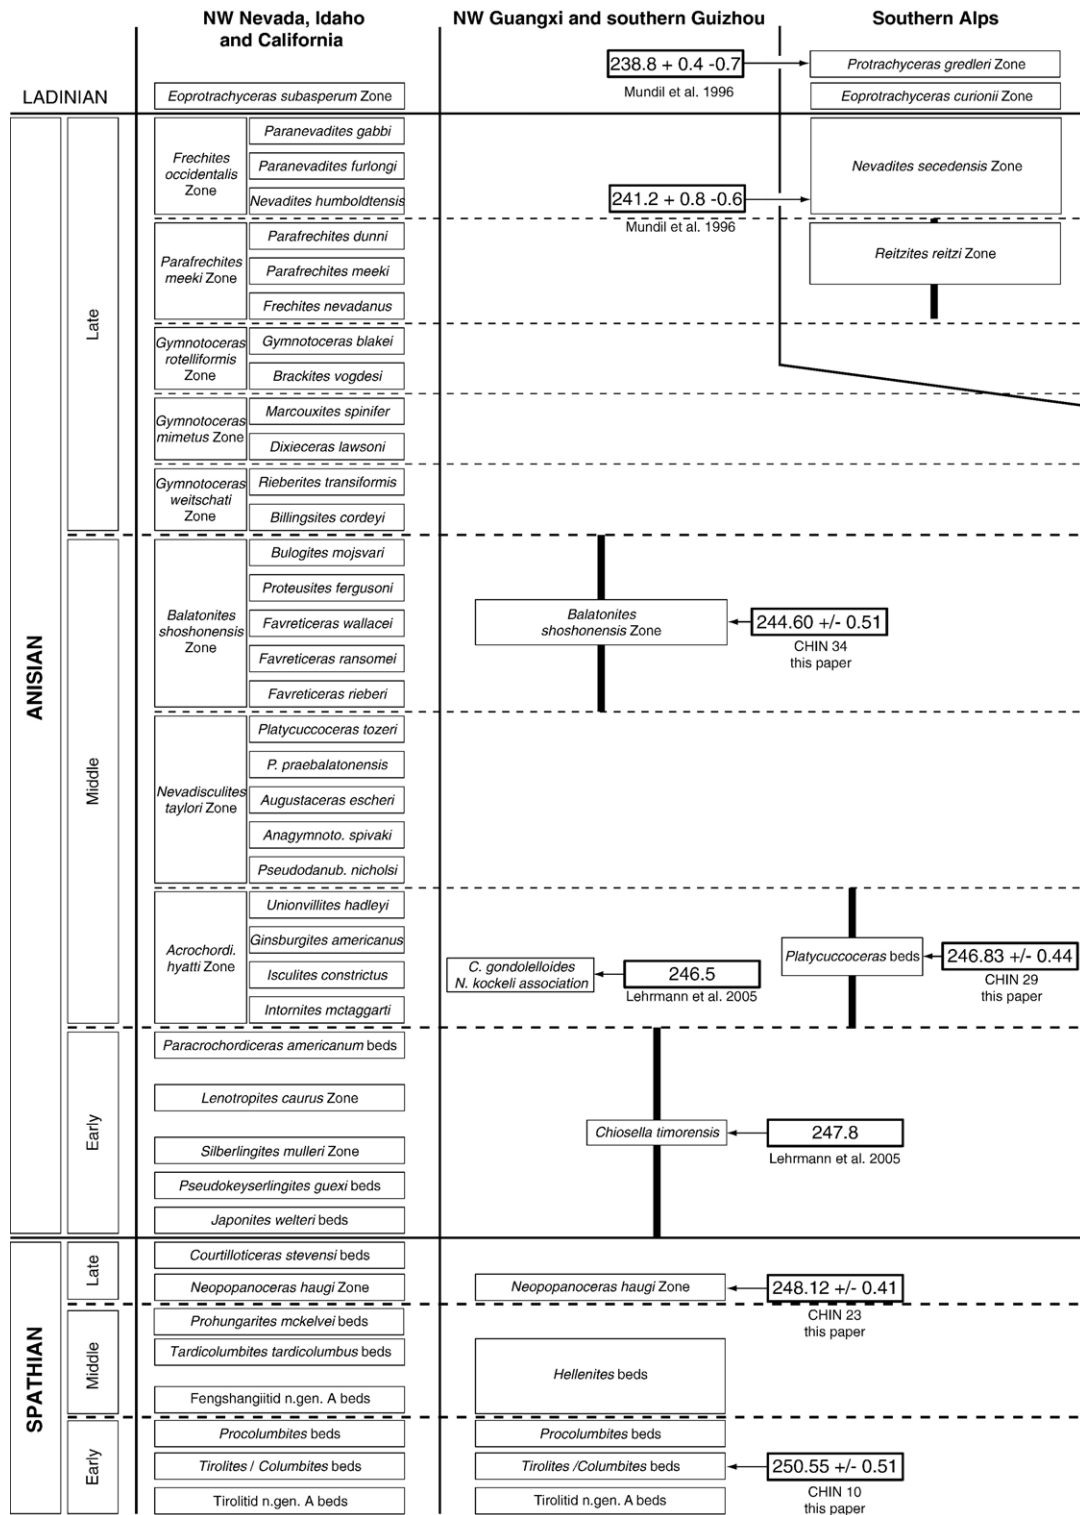 NW Nevada, Idaho
and California
NW Guangxi and southern Guizhou
Southern Alps
238.8 + 0.4 -0.7
Mundil et al. 1996
Protrachyceras gredleri Zone
LADINIAN
Eoprotrachyceras subasperum Zone
Eoprotrachyceras curionii Zone
ANISIAN
Late
Frechites
occidentalis
Zone
Paranevadites gabbi
Paranevadites furlongi
Nevadites humboldtensis
241.2 + 0.8 -0.6
Mundil et al. 1996
Nevadites secedensis Zone
Parafrechites
meeki Zone
Parafrechites dunni
Parafrechites meeki
Frechites nevadanus
Reitzites reitzi Zone
Gymnotoceras
rotelliformis
Zone
Gymnotoceras blakei
Brackites vogdesi
Gymnotoceras
mimetus Zone
Marcouxites spinifer
Dixieceras lawsoni
Gymnotoceras
weitschati
Zone
Rieberites transiformis
Billingsites cordeyi
Middle
Balatonites
shoshonensis
Zone
Bulogites mojsvari
Proteusites fergusoni
Favreticeras wallacei
Favreticeras ransomei
Favreticeras rieberi
Balatonites
shoshonensis Zone
244.60 +/- 0.51
CHIN 34
this paper
Nevadisculites
taylori Zone
Platycuccoceras tozeri
P. praebalatonensis
Augustaceras escheri
Anagymnoto. spivaki
Pseudodanub. nicholsi
Acrochordi.
hyatti Zone
Unionvillites hadleyi
Ginsburgites americanus
Isculites constrictus
Intornites mctaggarti
C. gondolelloides
N. kockeli association
246.5
Lehrmann et al. 2005
Platycuccoceras beds
246.83 +/- 0.44
CHIN 29
this paper
Early
Paracrochordiceras americanum beds
Lenotropites caurus Zone
Silberlingites mulleri Zone
Pseudokeyserlingites guexi beds
Japonites welteri beds
Chiosella timorensis
247.8
Lehrmann et al. 2005
SPATHIAN
Late
Courtilloticeras stevensi beds
Neopopanoceras haugi Zone
Neopopanoceras haugi Zone
248.12 +/- 0.41
CHIN 23
this paper
Middle
Prohungarites mckelvei beds
Tardicolumbites tardicolumbus beds
Fengshangiitid n.gen. A beds
Hellenites beds
Early
Procolumbites beds
Procolumbites beds
Tirolites / Columbites beds
Tirolites /Columbites beds
250.55 +/- 0.51
CHIN 10
this paper
Tirolitid n.gen. A beds
Tirolitid n.gen. A beds